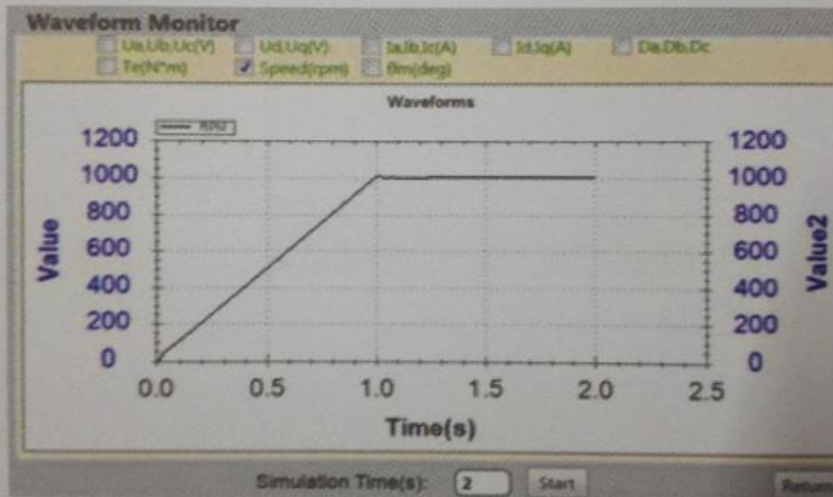 Waveform Monitor
Ua,Ub,Uc(V) Ud,Uq(V) Ia,Ib,Ic(A) Id,Iq(A) Da,Db,Dc
Te(N*m) Speed(rpm) θm(deg)
Waveforms
1200 1200
1000 1000
800 800
600 600
400 400
200 200
0 0
Value Value2
0.0 0.5 1.0 1.5 2.0 2.5
Time(s)
Simulation Time(s): 2 Start Return